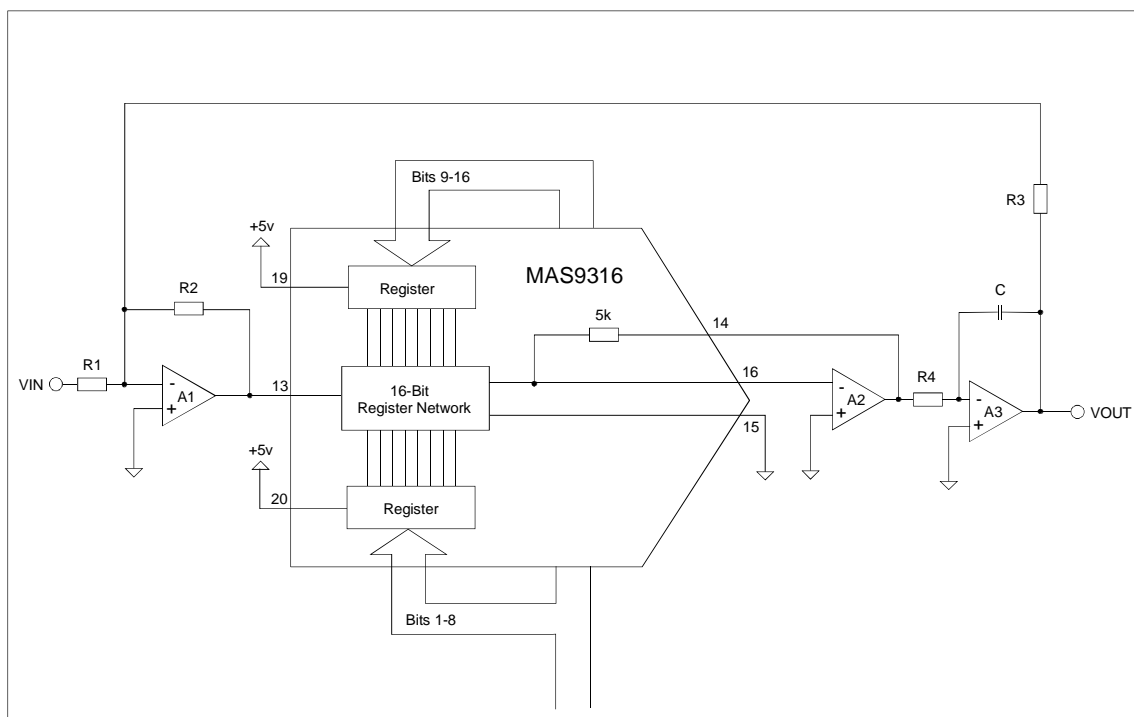 Bits 9-16
R3
+5v
MAS9316
19
Register
C
R2
5k
14
R1
VIN
-
A1
+
13
16-Bit
Register Network
16
-
A2
+
R4
-
A3
+
VOUT
15
+5v
20
Register
Bits 1-8